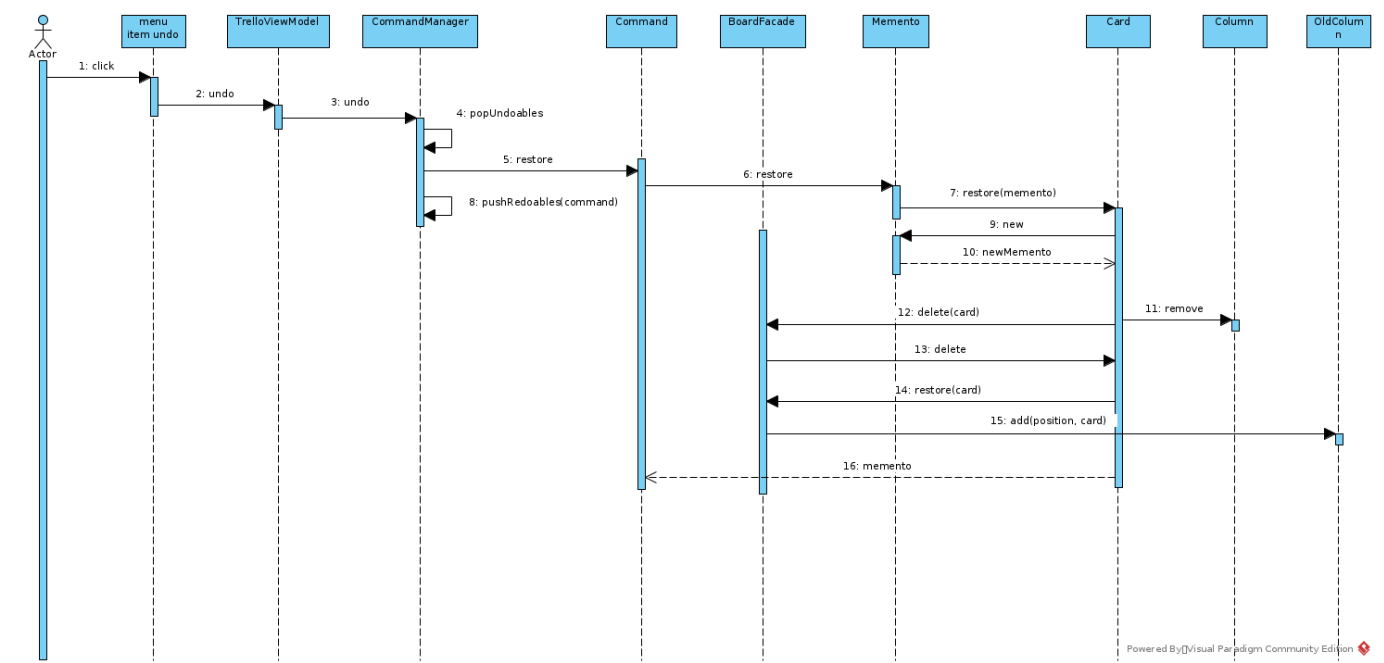 menu
item undo
TrelloViewModel
CommandManager
Command
BoardFacade
Memento
Card
Column
OldColum
n
Actor
1: click
2: undo
3: undo
4: popUndoables
5: restore
6: restore
7: restore(memento)
8: pushRedoables(command)
9: new
10: newMemento
11: remove
12: delete(card)
13: delete
14: restore(card)
15: add(position, card)
16: memento
Powered By▯Visual Paradigm Community Edition